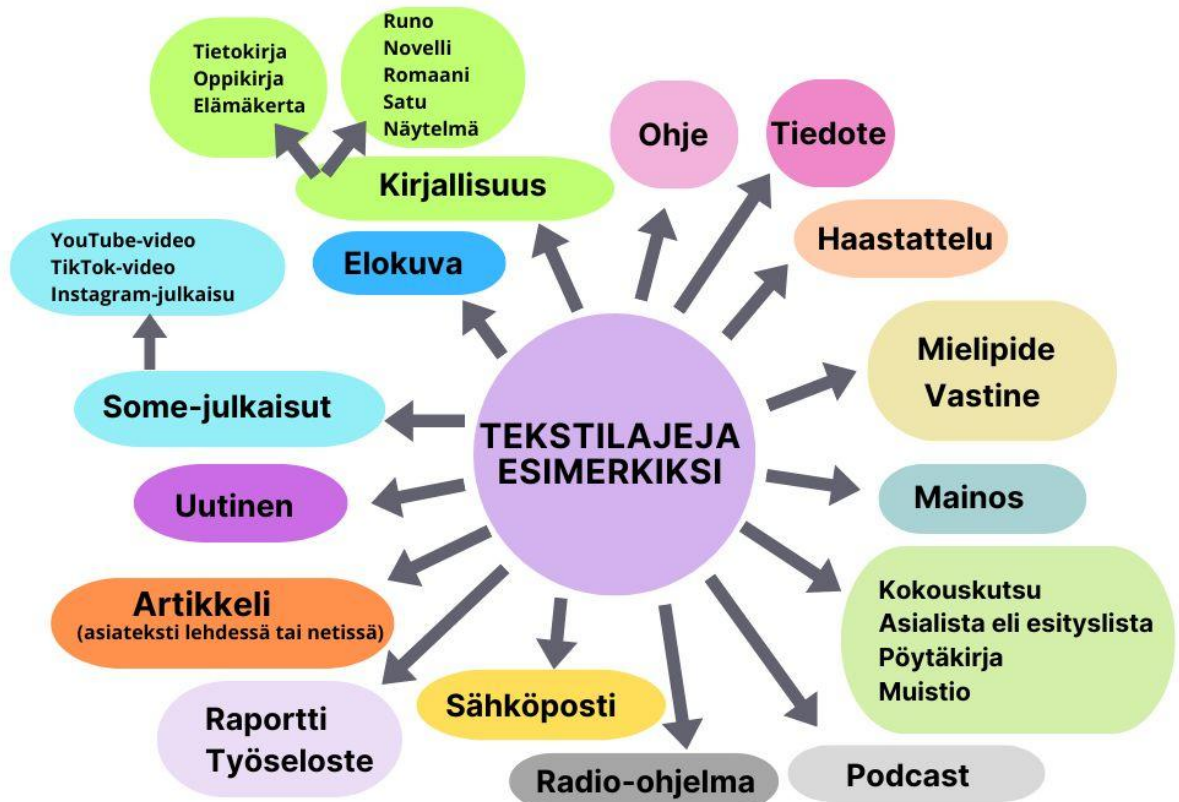 Runo
Novelli
Romaani
Satu
Näytelmä
Tietokirja
Oppikirja
Elämäkerta
Kirjallisuus
Ohje
Tiedote
Haastattelu
Elokuva
YouTube-video
TikTok-video
Instagram-julkaisu
Some-julkaisut
Mielipide
Vastine
TEKSTILAJEJA
ESIMERKIKSI
Uutinen
Mainos
Artikkeli
(asiateksti lehdessä tai netissä)
Kokouskutsu
Asialista eli esityslista
Pöytäkirja
Muistio
Raportti
Työseloste
Sähköposti
Radio-ohjelma
Podcast